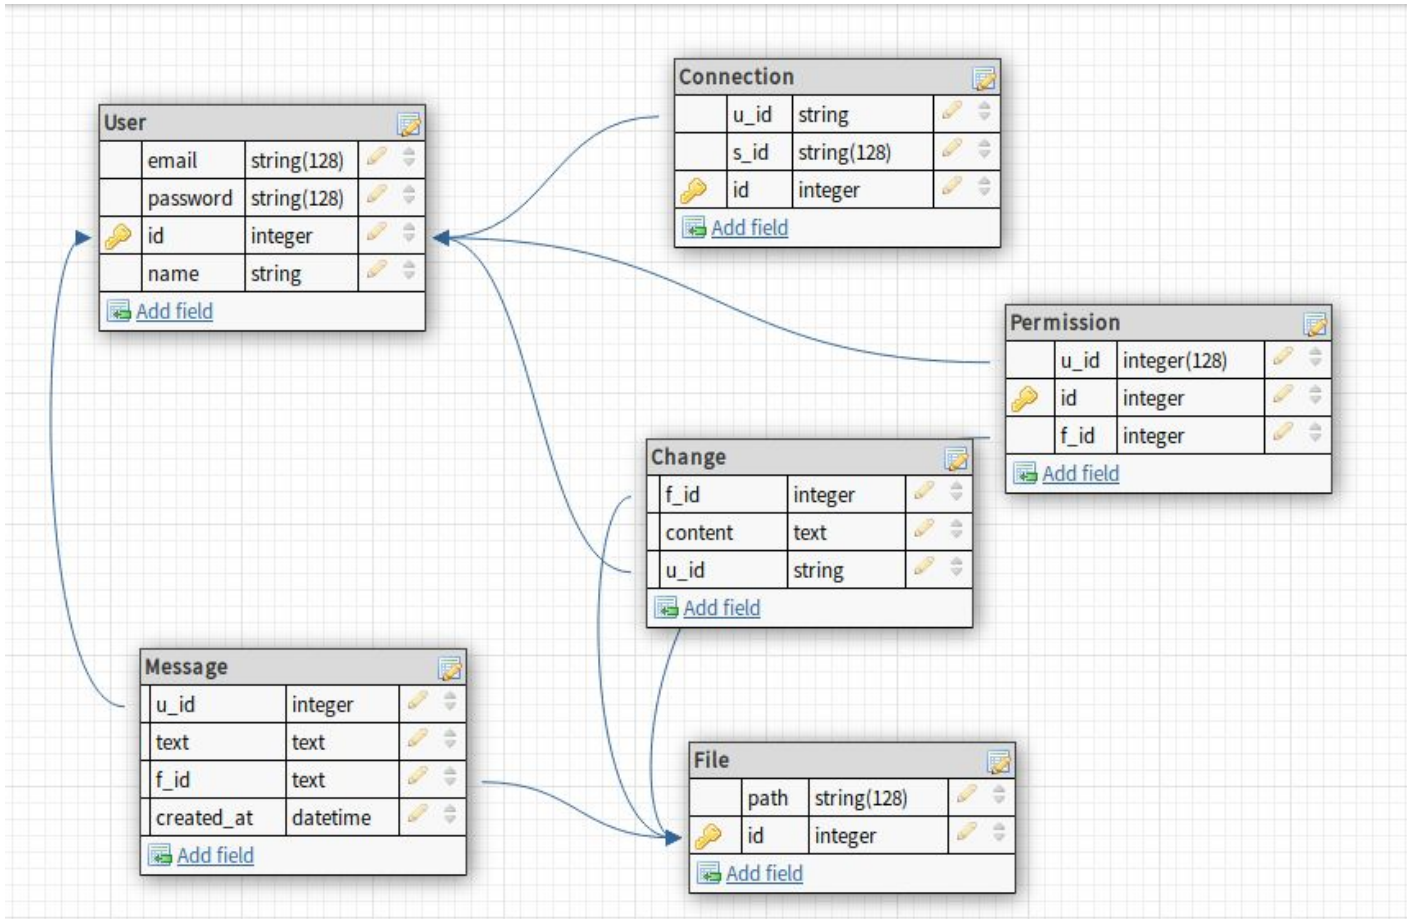 User
email string(128)
password string(128)
id integer
name string
Add field
Connection
u_id string
s_id string(128)
id integer
Add field
Permission
u_id integer(128)
id integer
f_id integer
Add field
Change
f_id integer
content text
u_id string
Add field
Message
u_id integer
text text
f_id text
created_at datetime
Add field
File
path string(128)
id integer
Add field